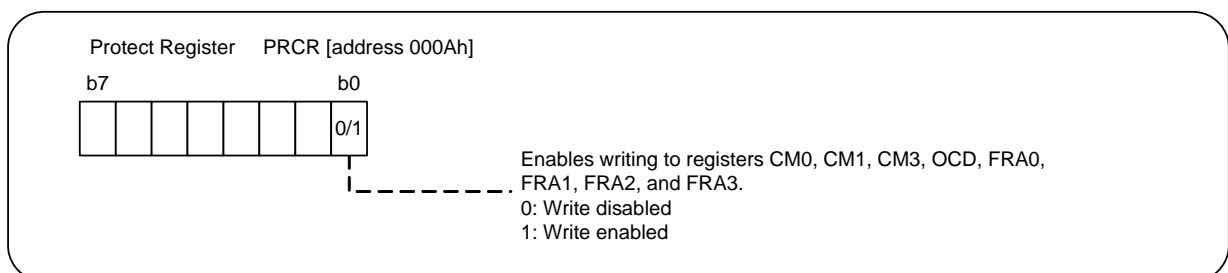 Protect Register PRCR [address 000Ah]
b7 b0
0/1
Enables writing to registers CM0, CM1, CM3, OCD, FRA0,
FRA1, FRA2, and FRA3.
0: Write disabled
1: Write enabled